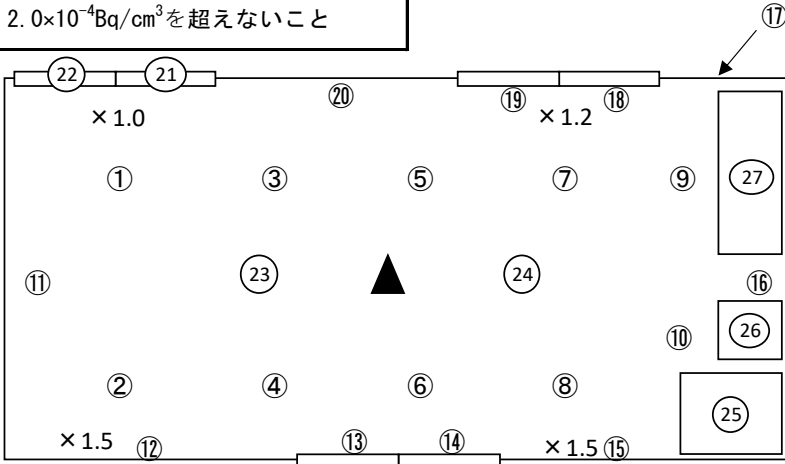 2.0×10⁻⁴Bq/cm³を超えないこと
⑰
㉒ ㉑
⑳ ⑲ ⑱
×1.0 ×1.2
① ③ ⑤ ⑦ ⑨ ㉗
⑪ ㉓ ▲ ㉔ ⑯
⑩ ㉖
② ④ ⑥ ⑧
㉕
×1.5 ⑫ ⑬ ⑭ ×1.5 ⑮